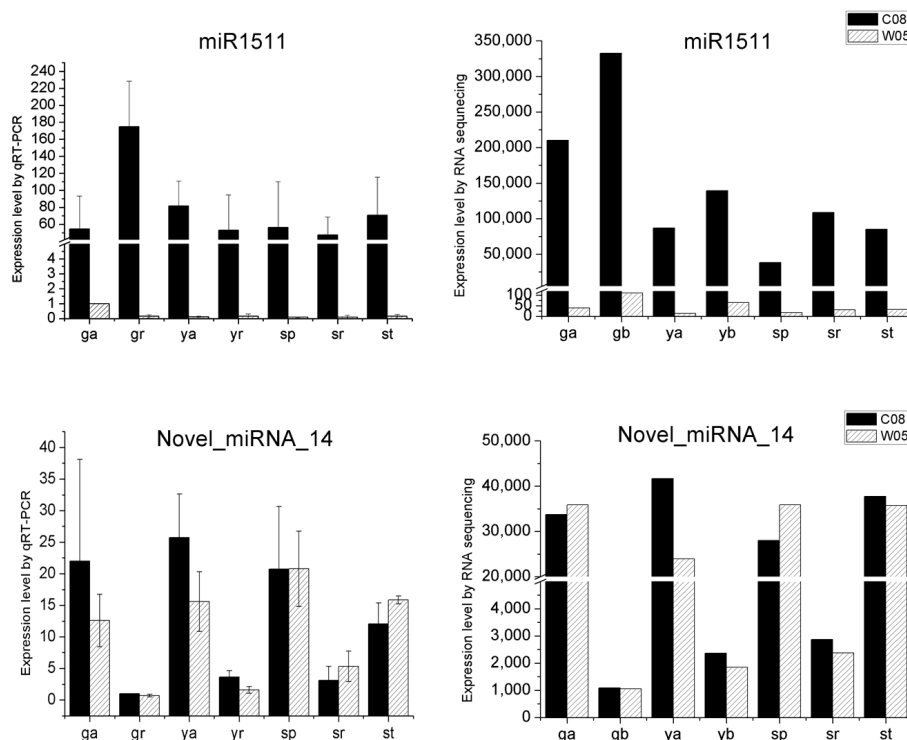 miR1511
Expression level by qRT-PCR
240
220
200
180
160
140
120
100
80
60
5
4
3
2
1
0
ga gr ya yr sp sr st
C08
W05
miR1511
Expression level by RNA sequnecing
350,000
300,000
250,000
200,000
150,000
100,000
50,000
100
50
0
ga gb ya yb sp sr st
Novel_miRNA_14
Expression level by qRT-PCR
40
35
30
25
20
15
10
5
0
ga gr ya yr sp sr st
C08
W05
Novel_miRNA_14
Expression level by RNA sequencing
50,000
40,000
30,000
20,000
4,000
3,000
2,000
1,000
0
ga gb ya yb sp sr st